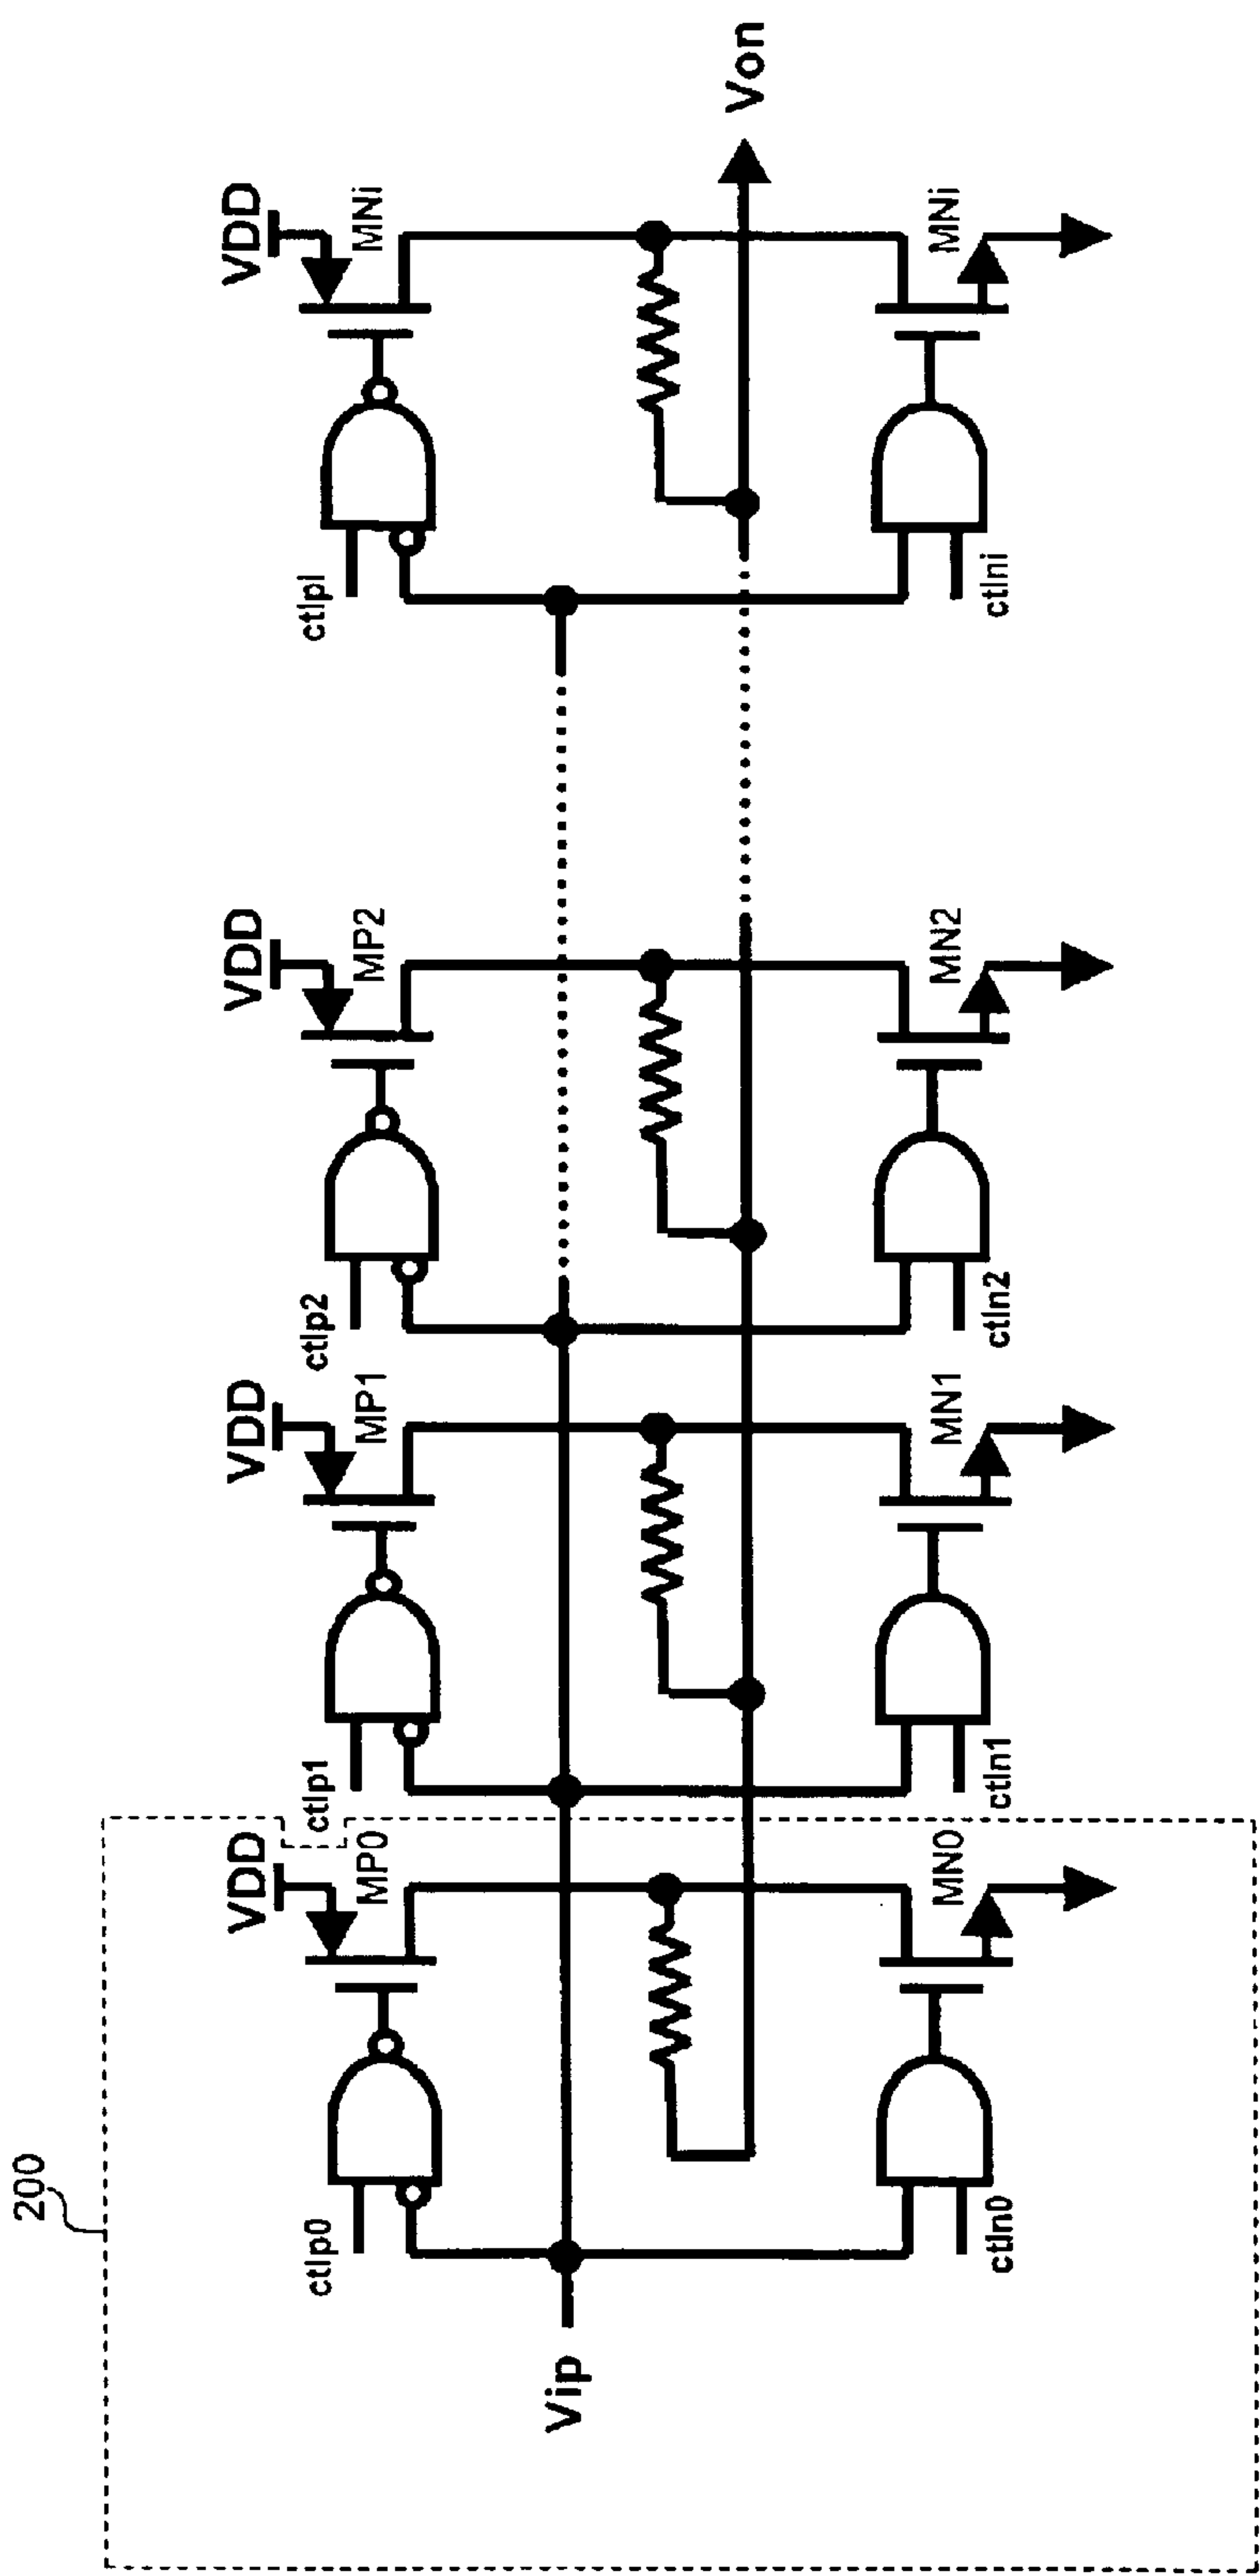 200
VDD
VDD
VDD
VDD
MP0
MP1
MP2
MNi
ctlp0
ctlp1
ctlp2
ctlpl
Vip
Von
MN0
MN1
MN2
MNi
ctln0
ctln1
ctln2
ctlni